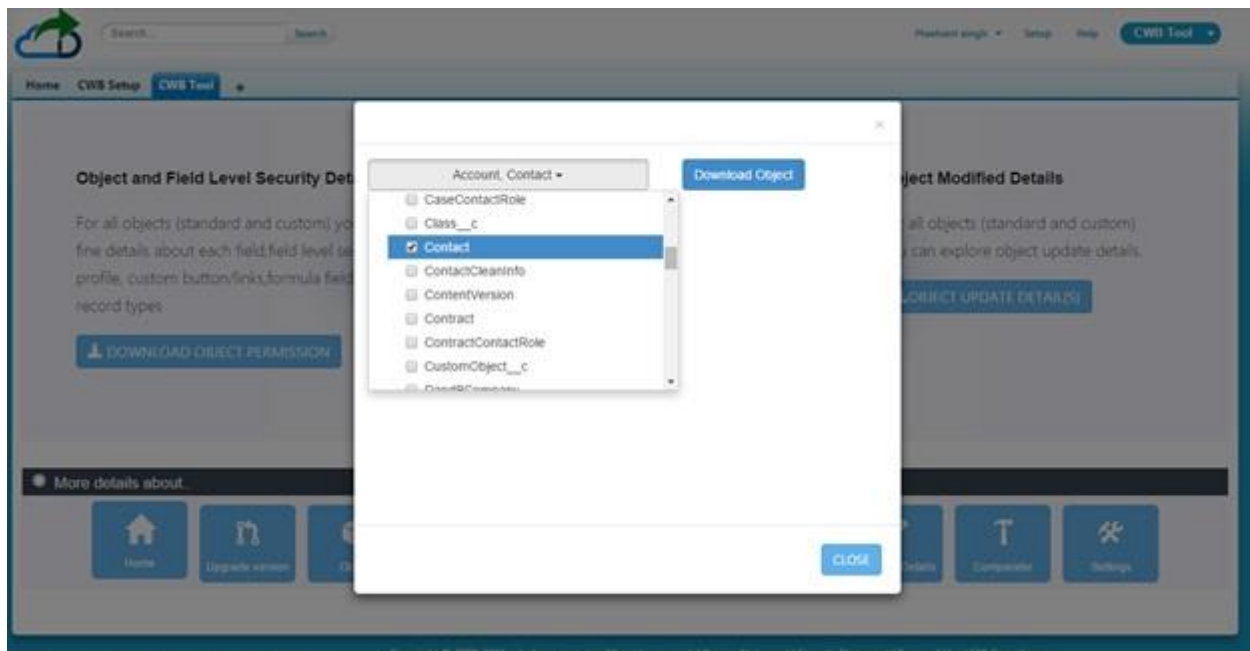 Search...
Search
Prashant singh
Setup
Help
CWB Tool
Home
CWB Setup
CWB Tool
+
×
Object and Field Level Security Det
For all objects (standard and custom) yo
fine details about each field,field level se
profile, custom button/links,formula field
record types
DOWNLOAD OBJECT PERMISSION
Account, Contact
Download Object
CaseContactRole
Class__c
Contact
ContactCleanInfo
ContentVersion
Contract
ContractContactRole
CustomObject__c
DandBCompany
ject Modified Details
all objects (standard and custom)
can explore object update details.
OBJECT UPDATE DETAIL(S)
More details about..
Home
Upgrade version
Details
Comparator
Settings
CLOSE